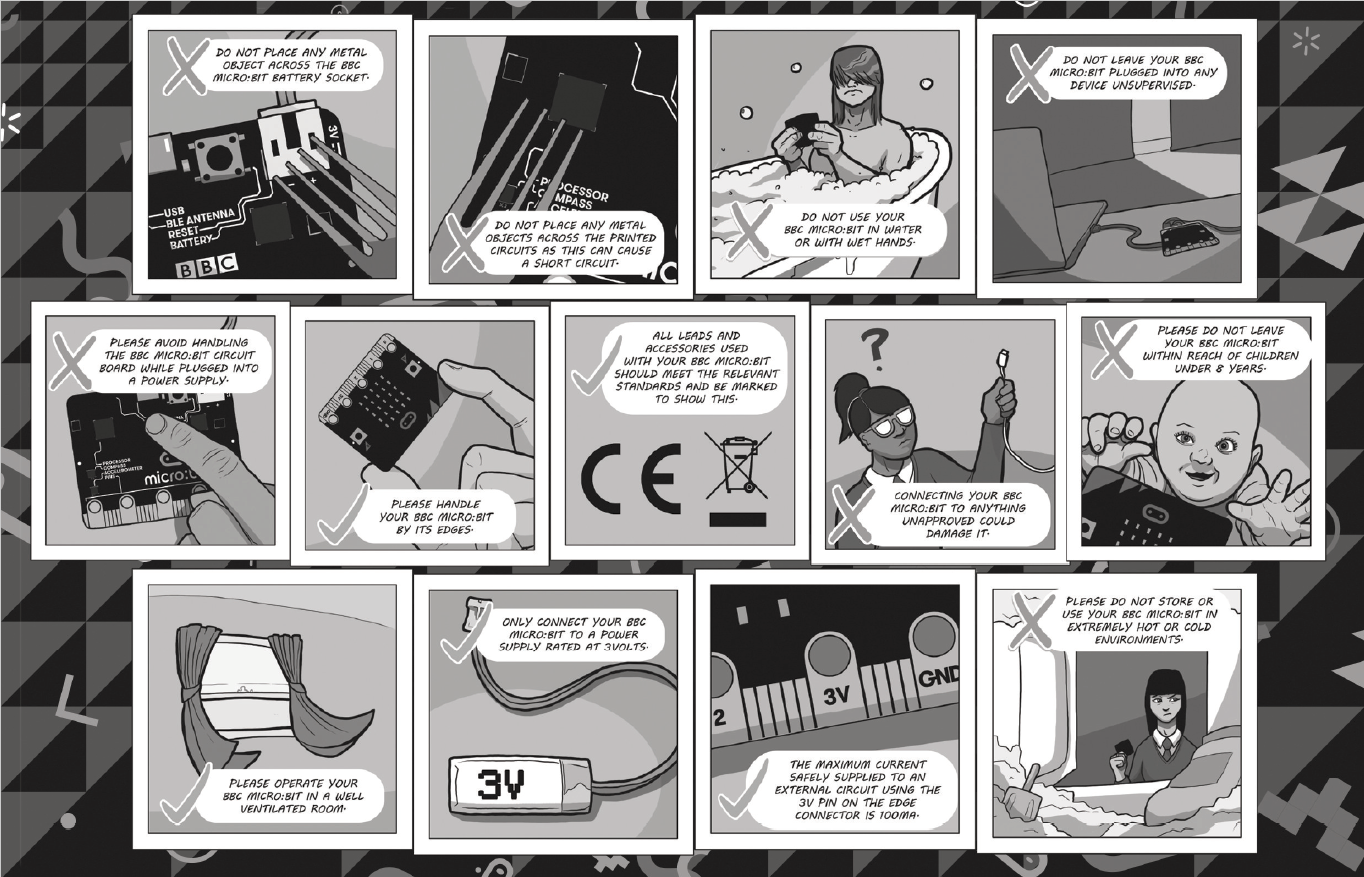 DO NOT PLACE ANY METAL
OBJECT ACROSS THE BBC
MICRO:BIT BATTERY SOCKET.
3V
USB
BLE ANTENNA
RESET
BATTERY
- +
BBC
PROCESSOR
COMPASS
DO NOT PLACE ANY METAL
OBJECTS ACROSS THE PRINTED
CIRCUITS AS THIS CAN CAUSE
A SHORT CIRCUIT.
DO NOT USE YOUR
BBC MICRO:BIT IN WATER
OR WITH WET HANDS.
DO NOT LEAVE YOUR BBC
MICRO:BIT PLUGGED INTO ANY
DEVICE UNSUPERVISED.
PLEASE AVOID HANDLING
THE BBC MICRO:BIT CIRCUIT
BOARD WHILE PLUGGED INTO
A POWER SUPPLY.
PROCESSOR
COMPASS
ACCELEROMETER
PINS
micro:b
PLEASE HANDLE
YOUR BBC MICRO:BIT
BY ITS EDGES.
ALL LEADS AND
ACCESSORIES USED
WITH YOUR BBC MICRO:BIT
SHOULD MEET THE RELEVANT
STANDARDS AND BE MARKED
TO SHOW THIS.
CE
?
CONNECTING YOUR BBC
MICRO:BIT TO ANYTHING
UNAPPROVED COULD
DAMAGE IT.
PLEASE DO NOT LEAVE
YOUR BBC MICRO:BIT
WITHIN REACH OF CHILDREN
UNDER 8 YEARS.
PLEASE OPERATE YOUR
BBC MICRO:BIT IN A WELL
VENTILATED ROOM.
ONLY CONNECT YOUR BBC
MICRO:BIT TO A POWER
SUPPLY RATED AT 3VOLTS.
3V
2
3V
GND
THE MAXIMUM CURRENT
SAFELY SUPPLIED TO AN
EXTERNAL CIRCUIT USING THE
3V PIN ON THE EDGE
CONNECTOR IS 100MA.
PLEASE DO NOT STORE OR
USE YOUR BBC MICRO:BIT IN
EXTREMELY HOT OR COLD
ENVIRONMENTS.